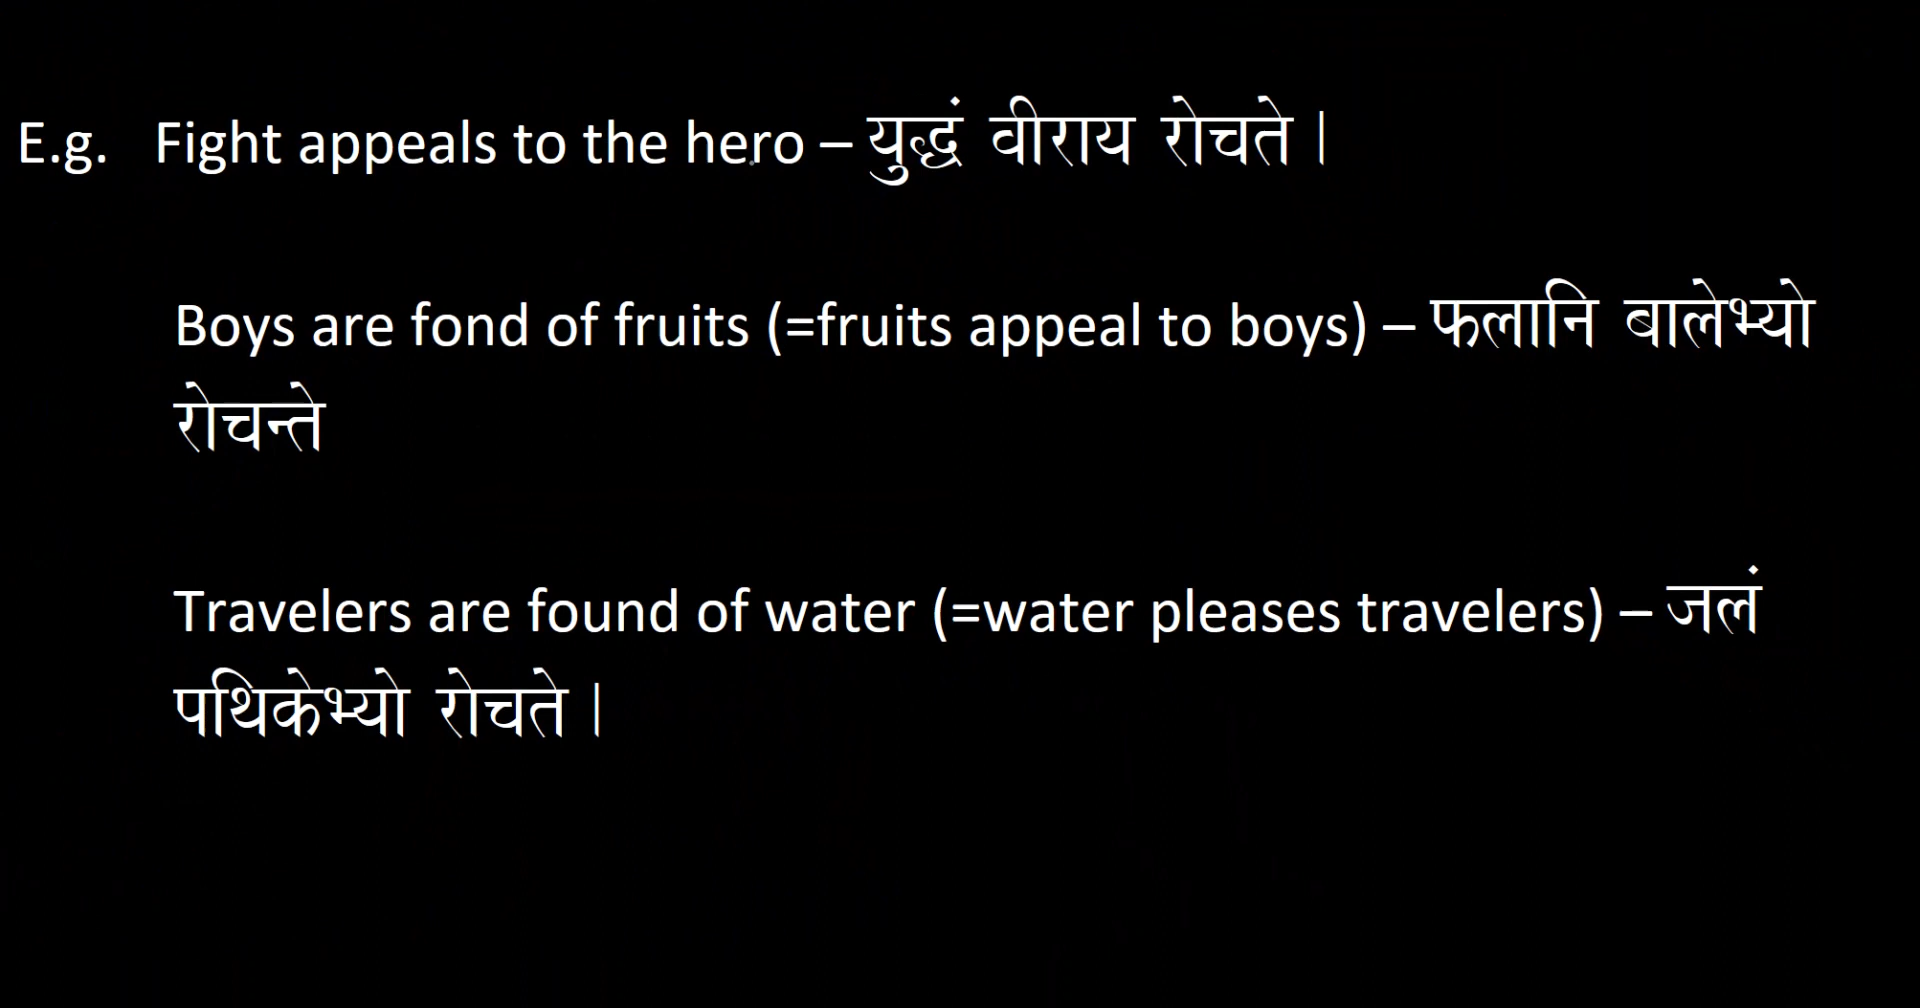 E.g. Fight appeals to the hero – युद्धं वीराय रोचते ।
Boys are fond of fruits (=fruits appeal to boys) – फलानि बालेभ्यो
रोचन्ते
Travelers are found of water (=water pleases travelers) – जलं
पथिकेभ्यो रोचते ।